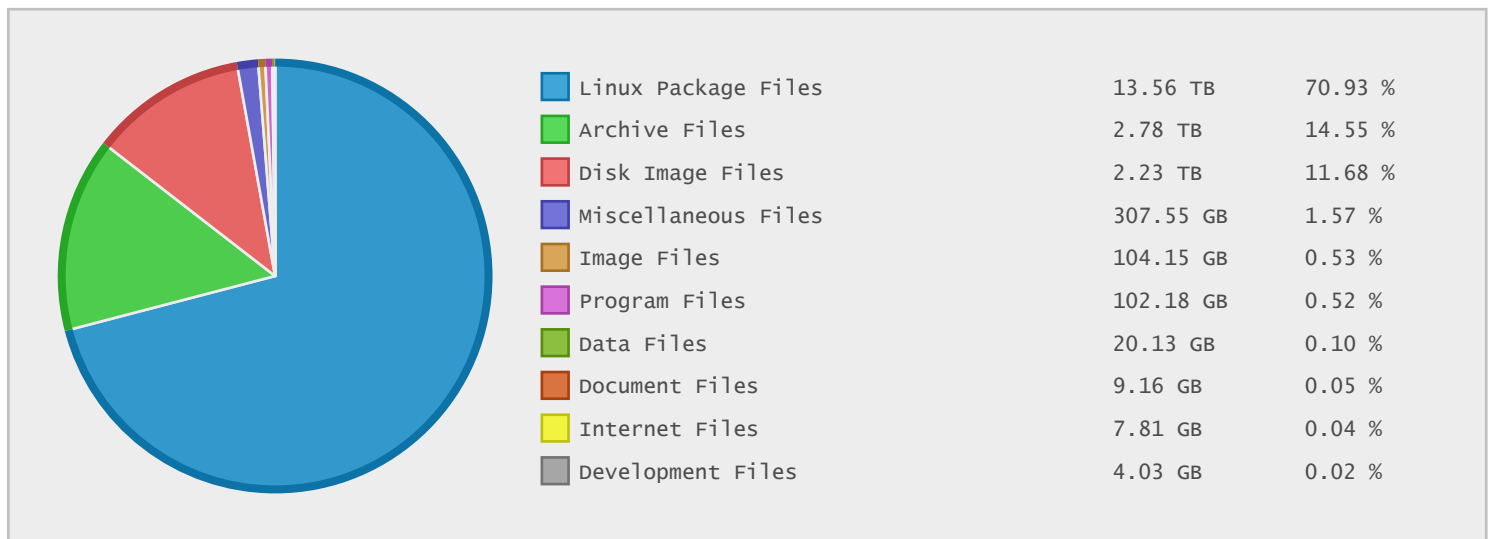 Linux Package Files 13.56 TB 70.93 %
Archive Files 2.78 TB 14.55 %
Disk Image Files 2.23 TB 11.68 %
Miscellaneous Files 307.55 GB 1.57 %
Image Files 104.15 GB 0.53 %
Program Files 102.18 GB 0.52 %
Data Files 20.13 GB 0.10 %
Document Files 9.16 GB 0.05 %
Internet Files 7.81 GB 0.04 %
Development Files 4.03 GB 0.02 %